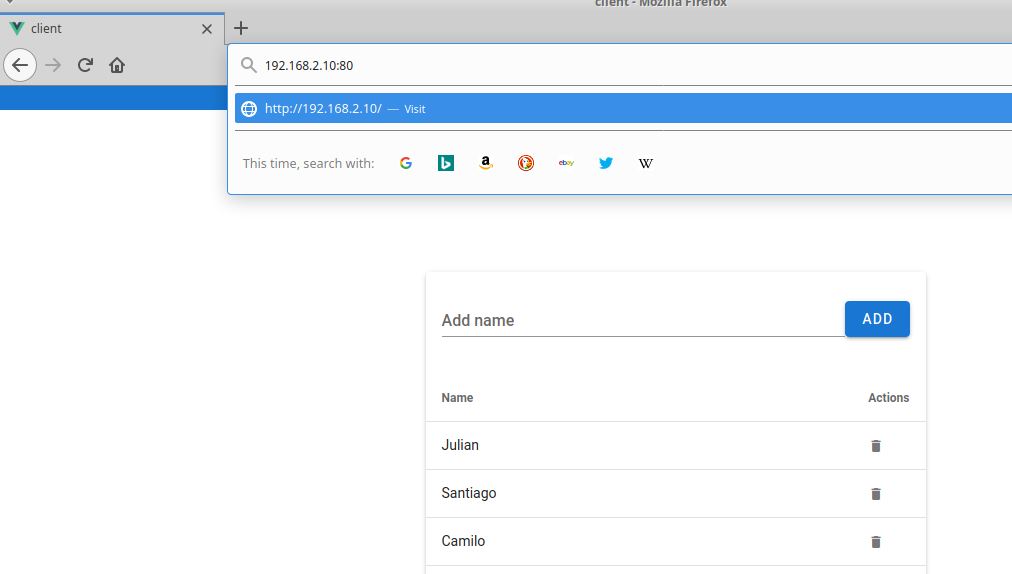 client - Mozilla Firefox
client
192.168.2.10:80
http://192.168.2.10/ — Visit
This time, search with:
a
ebay
W
Add name
ADD
Name Actions
Julian
Santiago
Camilo